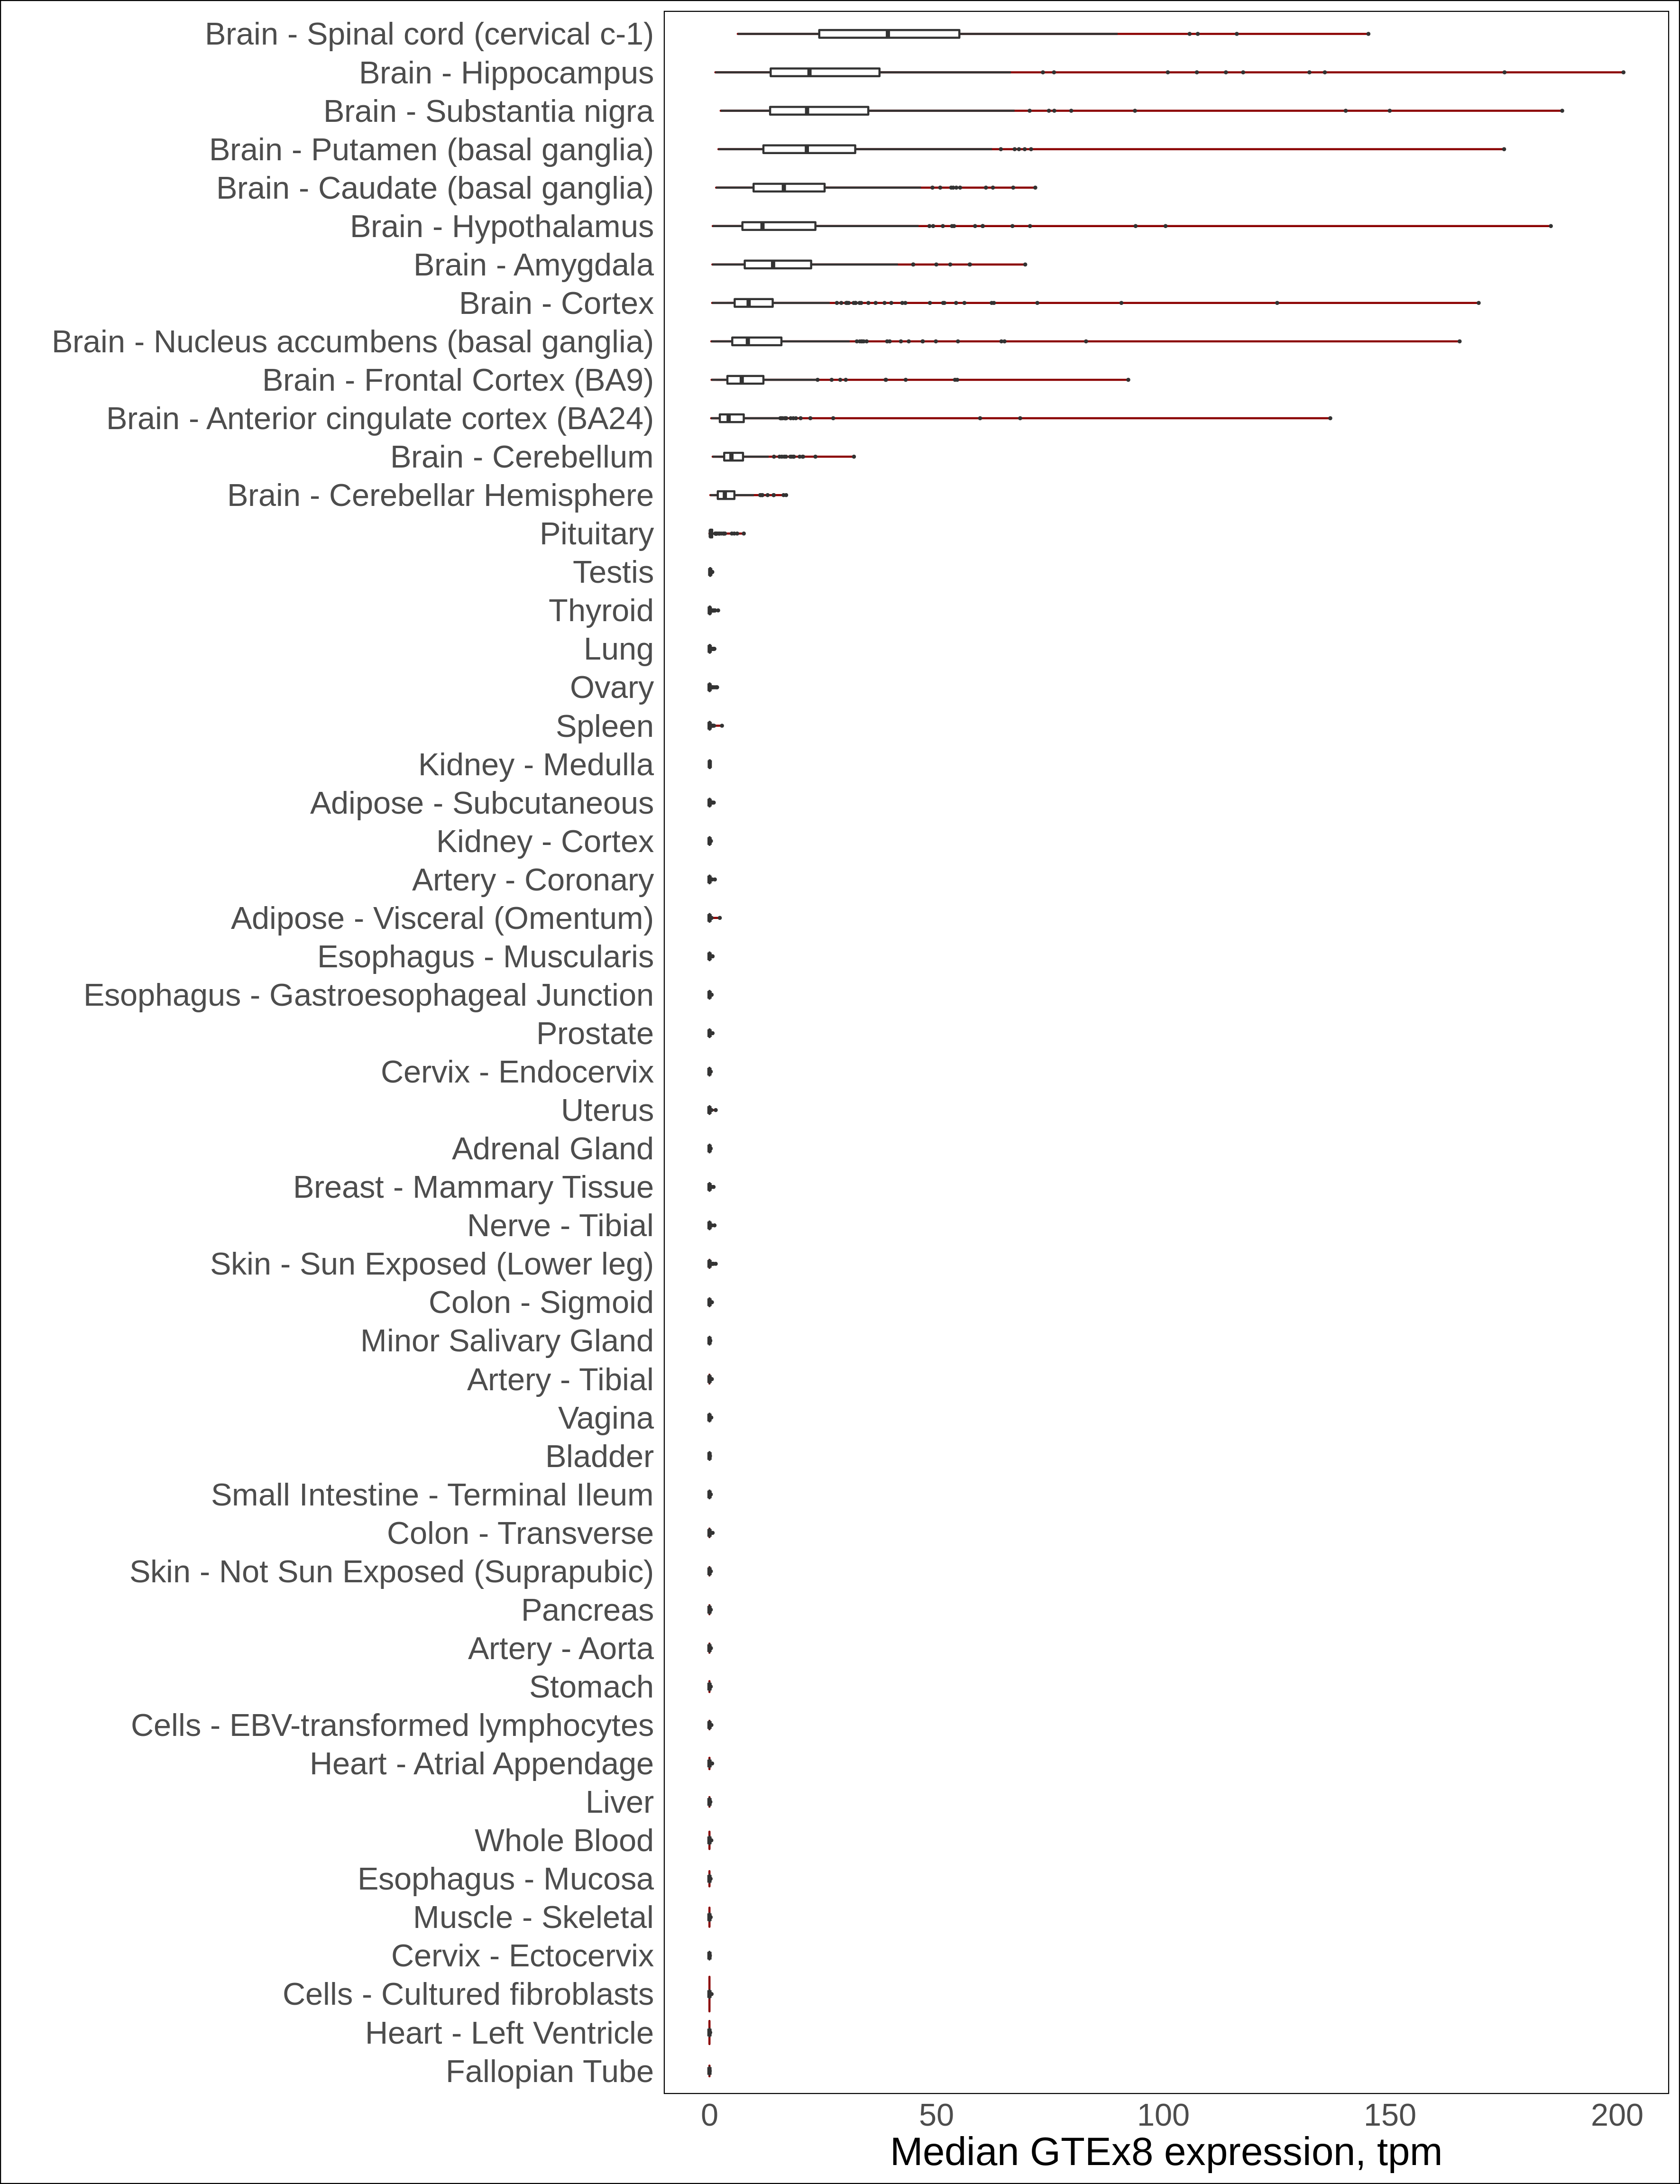 Brain - Spinal cord (cervical c-1)
Brain - Hippocampus
Brain - Substantia nigra
Brain - Putamen (basal ganglia)
Brain - Caudate (basal ganglia)
Brain - Hypothalamus
Brain - Amygdala
Brain - Cortex
Brain - Nucleus accumbens (basal ganglia)
Brain - Frontal Cortex (BA9)
Brain - Anterior cingulate cortex (BA24)
Brain - Cerebellum
Brain - Cerebellar Hemisphere
Pituitary
Testis
Thyroid
Lung
Ovary
Spleen
Kidney - Medulla
Adipose - Subcutaneous
Kidney - Cortex
Artery - Coronary
Adipose - Visceral (Omentum)
Esophagus - Muscularis
Esophagus - Gastroesophageal Junction
Prostate
Cervix - Endocervix
Uterus
Adrenal Gland
Breast - Mammary Tissue
Nerve - Tibial
Skin - Sun Exposed (Lower leg)
Colon - Sigmoid
Minor Salivary Gland
Artery - Tibial
Vagina
Bladder
Small Intestine - Terminal Ileum
Colon - Transverse
Skin - Not Sun Exposed (Suprapubic)
Pancreas
Artery - Aorta
Stomach
Cells - EBV-transformed lymphocytes
Heart - Atrial Appendage
Liver
Whole Blood
Esophagus - Mucosa
Muscle - Skeletal
Cervix - Ectocervix
Cells - Cultured fibroblasts
Heart - Left Ventricle
Fallopian Tube
0 50 100 150 200
Median GTEx8 expression, tpm